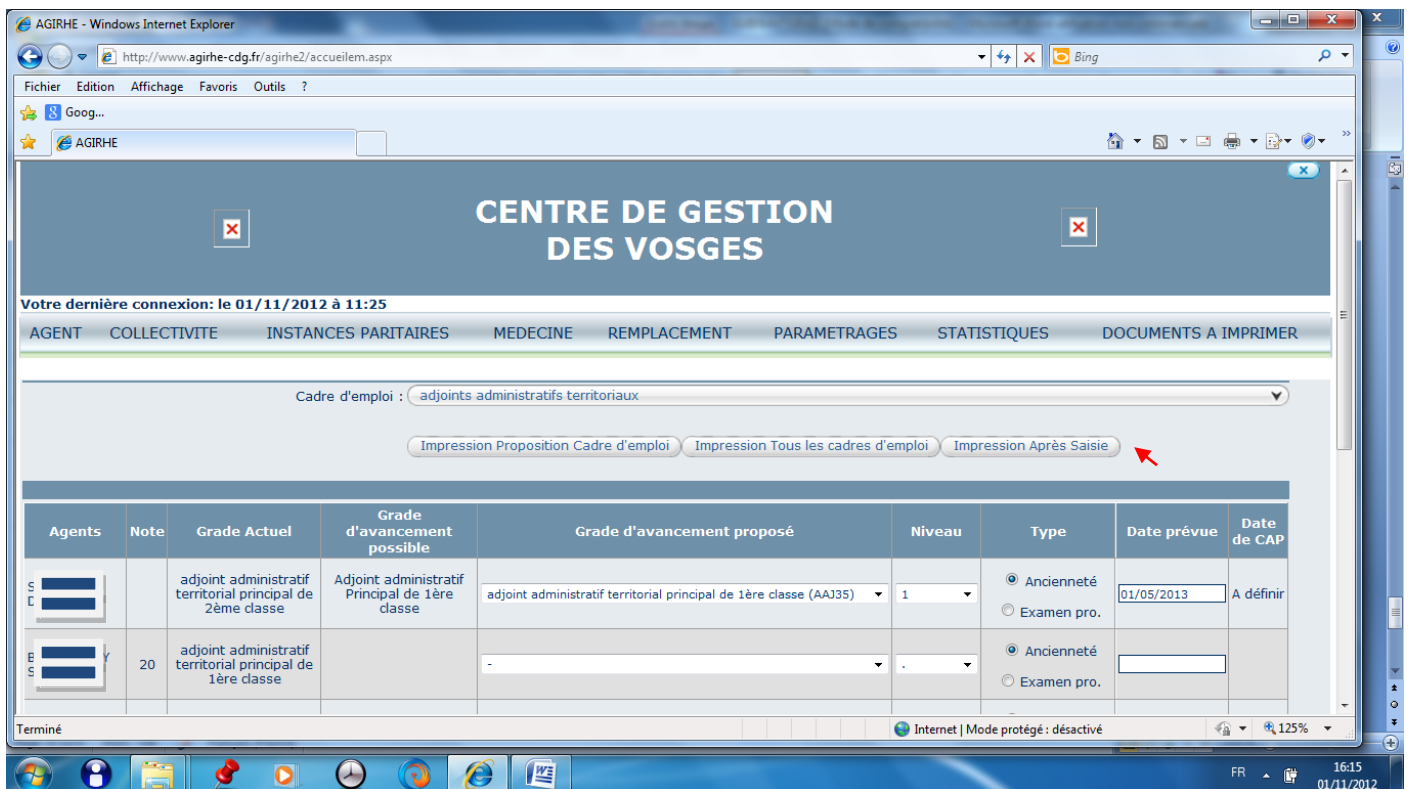 AGIRHE - Windows Internet Explorer
http://www.agirhe-cdg.fr/agirhe2/accueilem.aspx
Bing
Fichier Edition Affichage Favoris Outils ?
Goog...
AGIRHE
CENTRE DE GESTION
DES VOSGES
Votre dernière connexion: le 01/11/2012 à 11:25
AGENT COLLECTIVITE INSTANCES PARITAIRES MEDECINE REMPLACEMENT PARAMETRAGES STATISTIQUES DOCUMENTS A IMPRIMER
Cadre d'emploi : adjoints administratifs territoriaux
Impression Proposition Cadre d'emploi Impression Tous les cadres d'emploi Impression Après Saisie
Agents
Note
Grade Actuel
Grade
d'avancement
possible
Grade d'avancement proposé
Niveau
Type
Date prévue
Date
de CAP
S
D
adjoint administratif
territorial principal de
2ème classe
Adjoint administratif
Principal de 1ère
classe
adjoint administratif territorial principal de 1ère classe (AAJ35)
1
Ancienneté
Examen pro.
01/05/2013
A définir
B Y
S
20
adjoint administratif
territorial principal de
1ère classe
-
.
Ancienneté
Examen pro.
Terminé
Internet | Mode protégé : désactivé
125%
FR
16:15
01/11/2012